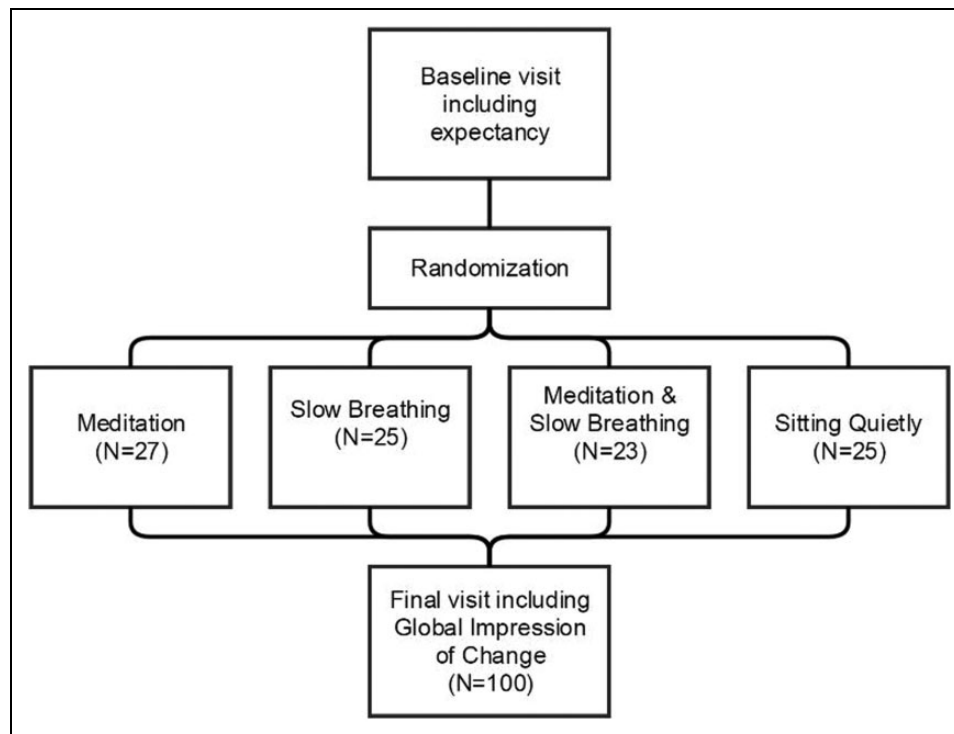 Baseline visit
including
expectancy
Randomization
Meditation
(N=27)
Slow Breathing
(N=25)
Meditation &
Slow Breathing
(N=23)
Sitting Quietly
(N=25)
Final visit including
Global Impression
of Change
(N=100)